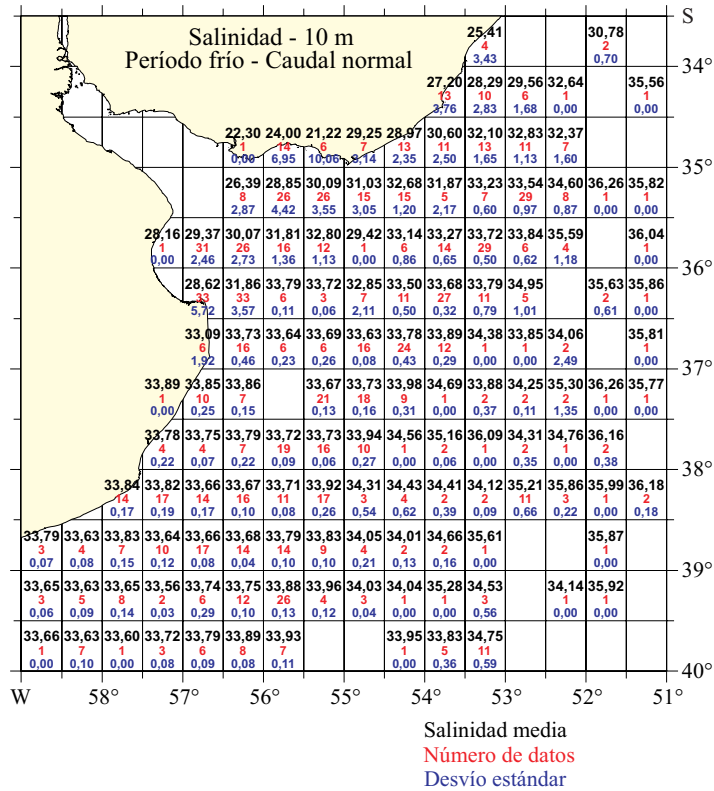 Salinidad - 10 m
Período frío - Caudal normal
S
25,41 30,78
4 2
3,43 0,70
34°
27,20 28,29 29,56 32,64 35,56
13 10 6 1 1
3,76 2,83 1,68 0,00 0,00
22,30 24,00 21,22 29,25 28,97 30,60 32,10 32,83 32,37
1 14 6 7 13 11 13 11 7
0,00 6,95 10,06 8,14 2,35 2,50 1,65 1,13 1,60
35°
26,39 28,85 30,09 31,03 32,68 31,87 33,23 33,54 34,60 36,26 35,82
8 26 26 15 15 5 7 29 8 1 1
2,87 4,42 3,55 3,05 1,20 2,17 0,60 0,97 0,87 0,00 0,00
28,16 29,37 30,07 31,81 32,80 29,42 33,14 33,27 33,72 33,84 35,59 36,04
1 31 26 16 12 1 6 14 29 6 4 1
0,00 2,46 2,73 1,36 1,13 0,00 0,86 0,65 0,50 0,62 1,18 0,00
36°
28,62 31,86 33,79 33,72 32,85 33,50 33,68 33,79 34,95 35,63 35,86
33 33 6 3 7 11 27 11 5 2 1
5,72 3,57 0,11 0,06 2,11 0,50 0,32 0,79 1,01 0,61 0,00
33,09 33,73 33,64 33,69 33,63 33,78 33,89 34,38 33,85 34,06 35,81
6 16 6 6 16 24 12 1 1 2 1
1,92 0,46 0,23 0,26 0,08 0,43 0,29 0,00 0,00 2,49 0,00
37°
33,89 33,85 33,86 33,67 33,73 33,98 34,69 33,88 34,25 35,30 36,26 35,77
1 10 7 21 18 9 1 2 2 2 1 1
0,00 0,25 0,15 0,13 0,16 0,31 0,00 0,37 0,11 1,35 0,00 0,00
33,78 33,75 33,79 33,72 33,73 33,94 34,56 35,16 36,09 34,31 34,76 36,16
4 4 7 19 16 10 1 2 1 2 1 2
0,22 0,07 0,22 0,09 0,06 0,27 0,00 0,06 0,00 0,35 0,00 0,38
38°
33,84 33,82 33,66 33,67 33,71 33,92 34,31 34,43 34,41 34,12 35,21 35,86 35,99 36,18
14 17 14 16 11 17 3 4 2 2 11 3 1 2
0,17 0,19 0,17 0,10 0,08 0,26 0,54 0,62 0,39 0,09 0,66 0,22 0,00 0,18
33,79 33,63 33,83 33,64 33,66 33,68 33,79 33,83 34,05 34,01 34,66 35,61 35,87
3 4 7 10 17 14 14 9 4 2 2 1 1
0,07 0,08 0,15 0,12 0,08 0,04 0,10 0,10 0,21 0,13 0,16 0,00 0,00
39°
33,65 33,63 33,65 33,56 33,74 33,75 33,88 33,96 34,03 34,04 35,28 34,53 34,14 35,92
3 5 8 2 6 12 26 4 3 1 1 3 1 1
0,06 0,09 0,14 0,03 0,29 0,10 0,13 0,12 0,04 0,00 0,00 0,56 0,00 0,00
33,66 33,63 33,60 33,72 33,79 33,89 33,93 33,95 33,83 34,75
1 7 1 3 6 8 7 1 5 11
0,00 0,10 0,00 0,08 0,09 0,08 0,11 0,00 0,36 0,59
40°
W 58° 57° 56° 55° 54° 53° 52° 51°
Salinidad media
Número de datos
Desvío estándar